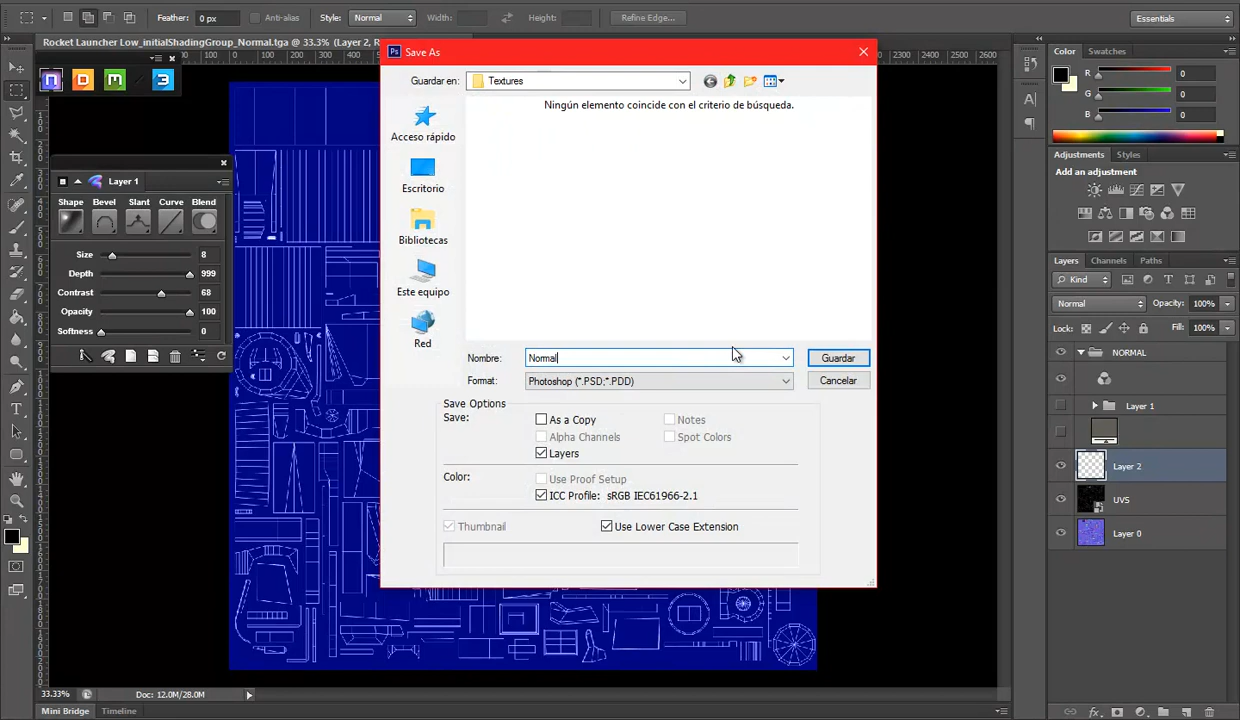 Feather: 0 px Anti-alias Style: Normal Width: Height: Refine Edge... Essentials
Rocket Launcher Low_initialShadingGroup_Normal.tga @ 33.3% (Layer 2, R
Save As
Guardar en: Textures
Ningún elemento coincide con el criterio de búsqueda.
Acceso rápido
Escritorio
Bibliotecas
Este equipo
Red
Nombre: Normal Guardar
Format: Photoshop (*.PSD;*.PDD) Cancelar
Save Options
Save: As a Copy Notes
Alpha Channels Spot Colors
Layers
Color: Use Proof Setup
ICC Profile: sRGB IEC61966-2.1
Thumbnail Use Lower Case Extension
Layer 1
Shape Bevel Slant Curve Blend
Size 8
Depth 999
Contrast 68
Opacity 100
Softness 0
2300 2400 2500 2600
Color Swatches
R 0
G 0
B 0
Adjustments Styles
Add an adjustment
Layers Channels Paths
Kind
Normal Opacity: 100%
Lock: Fill: 100%
NORMAL
Layer 1
Layer 2
UVS
Layer 0
33.33% Doc: 12.0M/28.0M
Mini Bridge Timeline